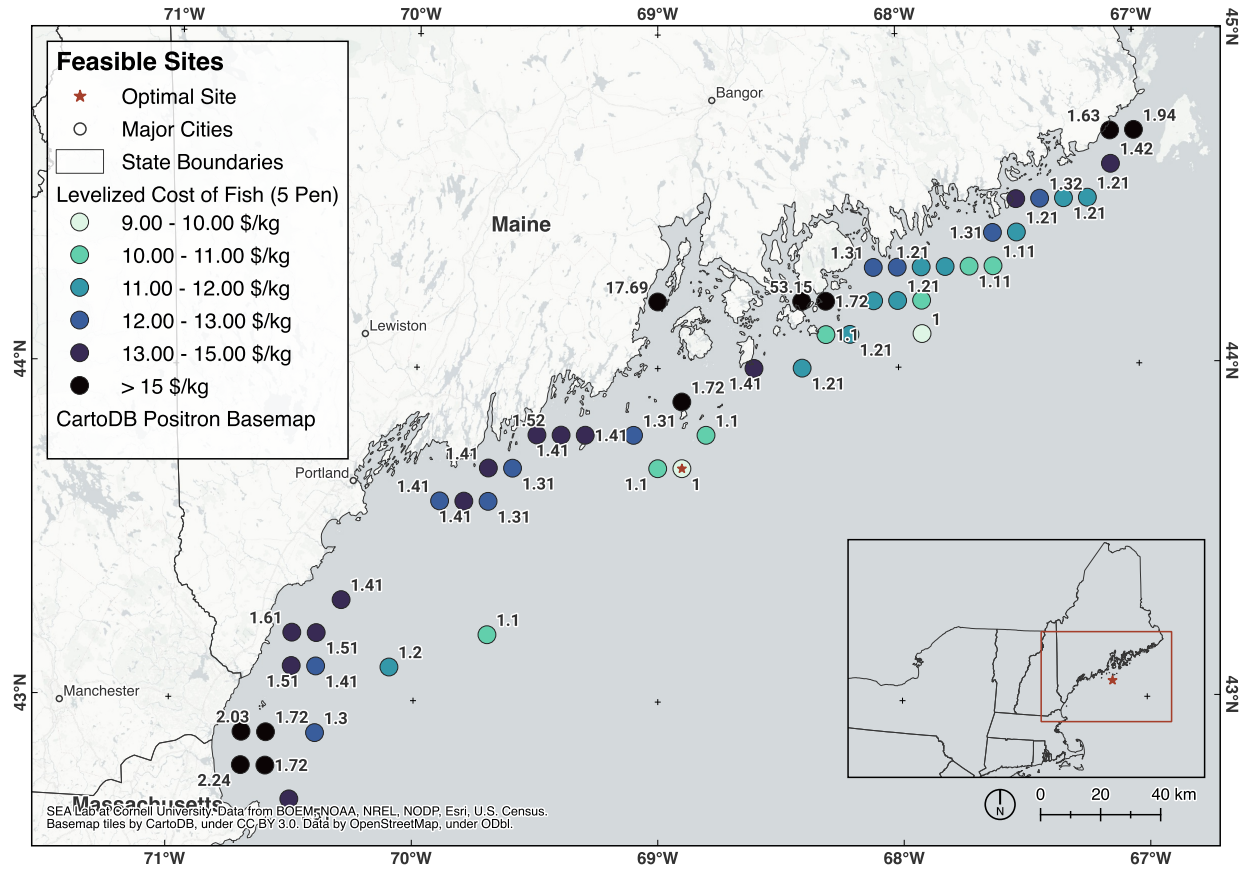 71°W 70°W 69°W 68°W 67°W
45°N
Feasible Sites
Optimal Site
Major Cities
State Boundaries
Levelized Cost of Fish (5 Pen)
9.00 - 10.00 $/kg
10.00 - 11.00 $/kg
11.00 - 12.00 $/kg
12.00 - 13.00 $/kg
13.00 - 15.00 $/kg
> 15 $/kg
CartoDB Positron Basemap
Bangor
1.63 1.94
1.42
1.32 1.21
1.21 1.21
Maine
1.31
1.31 1.21 1.11
1.11
17.69 53.15 1.21
1.72
Lewiston 1.1 1
1.21
44°N 44°N
1.72 1.41 1.21
1.52 1.31 1.1
1.41
1.41
1.41
Portland
1.41 1.31 1.1 1
1.41 1.31
1.41
1.61 1.1
1.51
1.2
1.51 1.41
Manchester
43°N 43°N
2.03 1.72 1.3
1.72
2.24
Massachusetts
SEA Lab at Cornell University. Data from BOEM, NOAA, NREL, NODP, Esri, U.S. Census.
Basemap tiles by CartoDB, under CC BY 3.0. Data by OpenStreetMap, under ODbL.
N
0 20 40 km
71°W 70°W 69°W 68°W 67°W